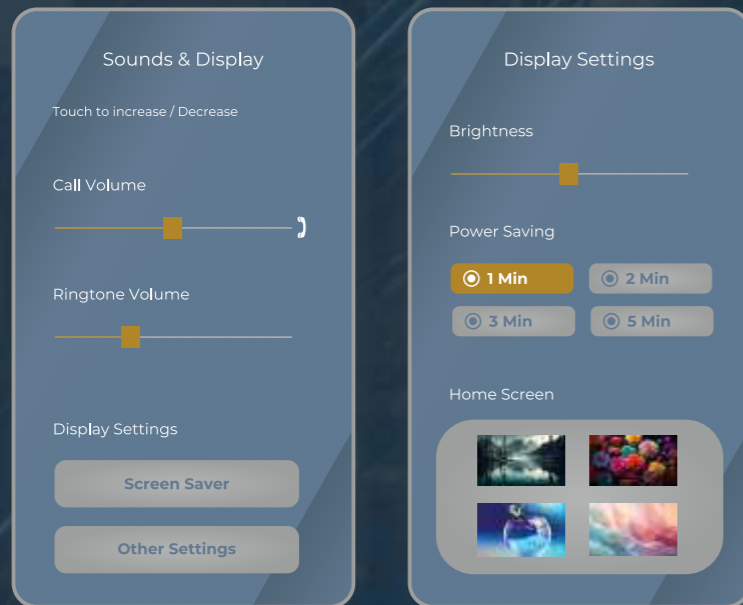 Sounds & Display
Touch to increase / Decrease
Call Volume
Ringtone Volume
Display Settings
Screen Saver
Other Settings
Display Settings
Brightness
Power Saving
1 Min
2 Min
3 Min
5 Min
Home Screen